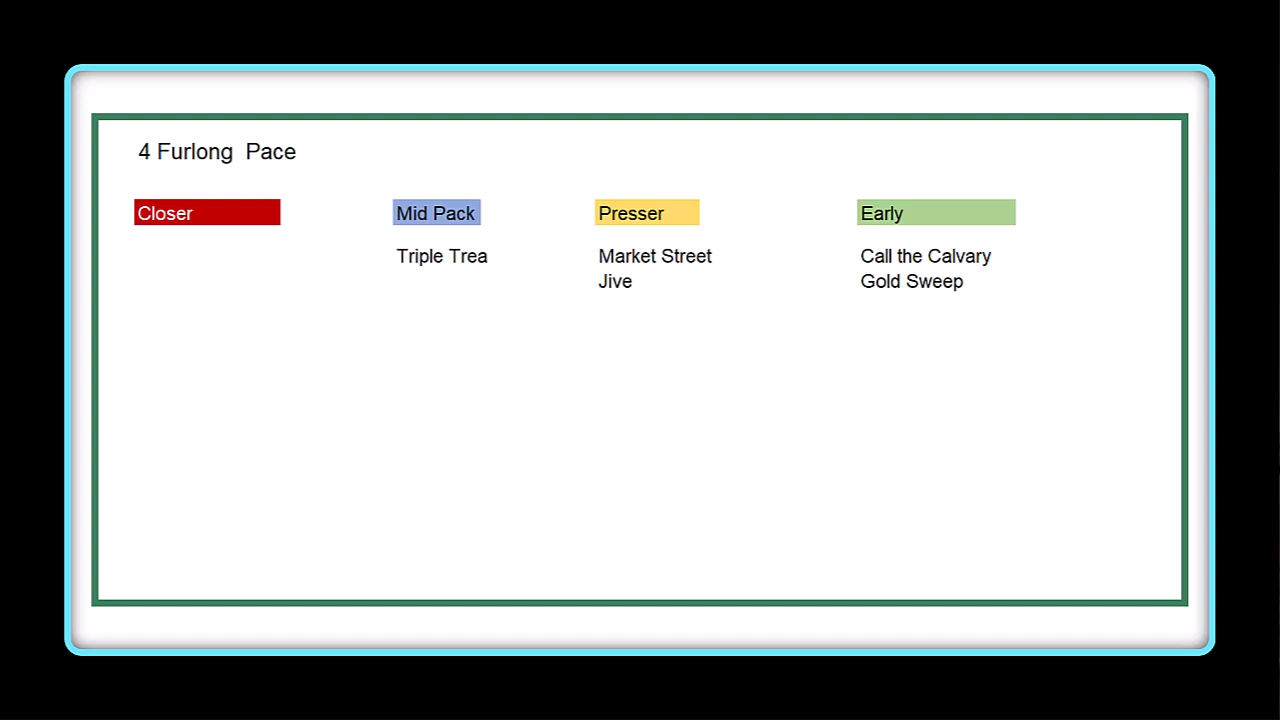 4 Furlong  Pace
Closer
Mid Pack
Presser
Early
Triple Trea
Market Street
Call the Calvary
Jive
Gold Sweep